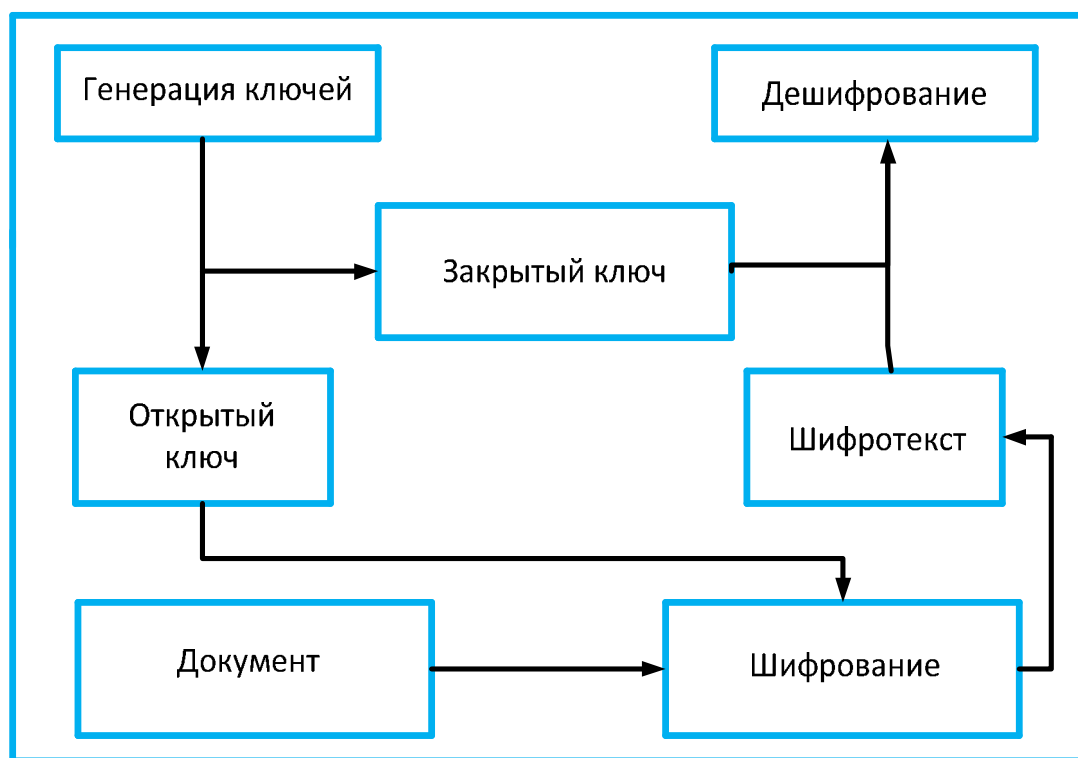 Генерация ключей
Дешифрование
Закрытый ключ
Открытый
ключ
Шифротекст
Документ
Шифрование